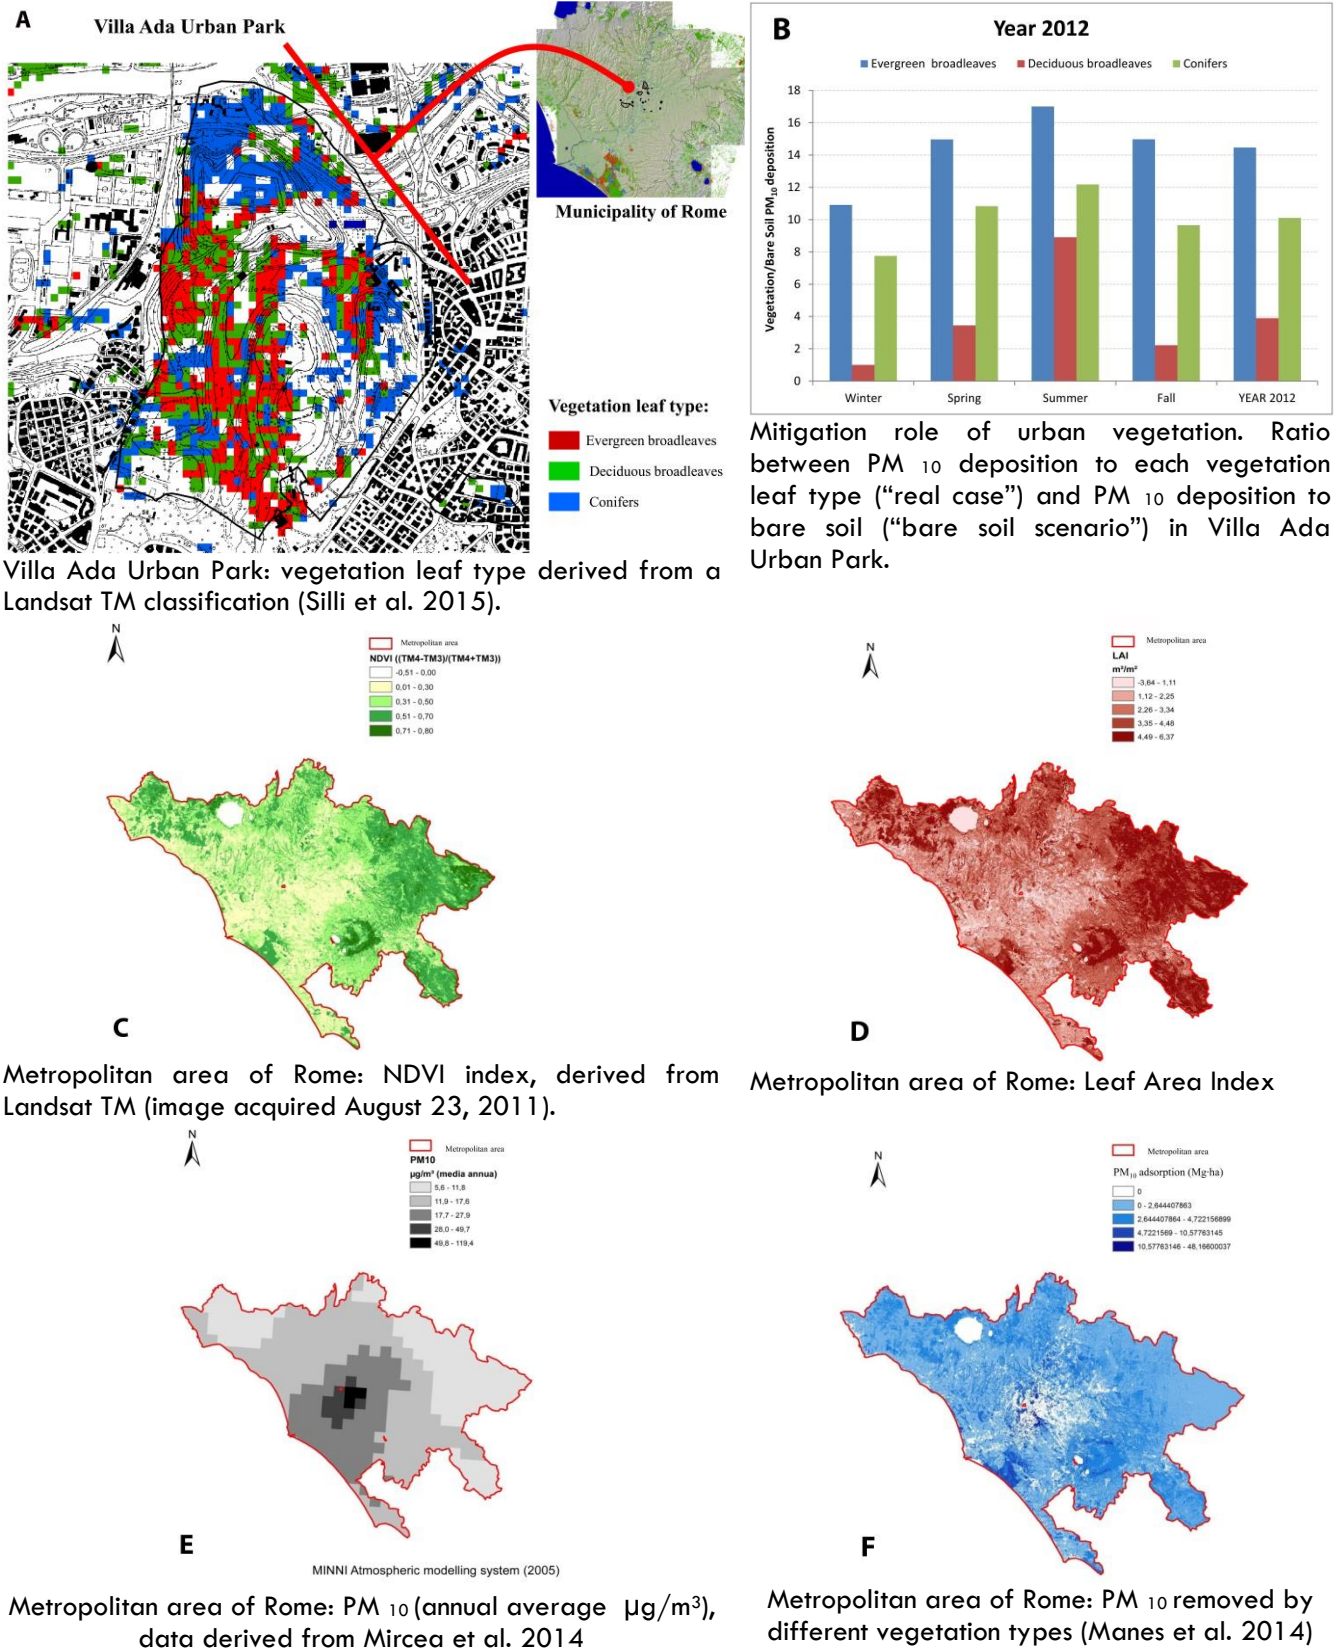 A
Villa Ada Urban Park
Municipality of Rome
Vegetation leaf type:
Evergreen broadleaves
Deciduous broadleaves
Conifers
Villa Ada Urban Park: vegetation leaf type derived from a
Landsat TM classification (Silli et al. 2015).
B
Year 2012
Evergreen broadleaves
Deciduous broadleaves
Conifers
Vegetation/Bare Soil PM10 deposition
18
16
14
12
10
8
6
4
2
0
Winter
Spring
Summer
Fall
YEAR 2012
Mitigation role of urban vegetation. Ratio
between PM 10 deposition to each vegetation
leaf type (“real case”) and PM 10 deposition to
bare soil (“bare soil scenario”) in Villa Ada
Urban Park.
N
Metropolitan area
NDVI ((TM4-TM3)/(TM4+TM3))
-0,51 - 0,00
0,01 - 0,30
0,31 - 0,50
0,51 - 0,70
0,71 - 0,80
C
Metropolitan area of Rome: NDVI index, derived from
Landsat TM (image acquired August 23, 2011).
N
Metropolitan area
LAI
m²/m²
-3,64 - 1,11
1,12 - 2,25
2,26 - 3,34
3,35 - 4,48
4,49 - 6,37
D
Metropolitan area of Rome: Leaf Area Index
N
Metropolitan area
PM10
µg/m³ (media annua)
5,6 - 11,8
11,9 - 17,6
17,7 - 27,9
28,0 - 49,7
49,8 - 119,4
E
MINNI Atmospheric modelling system (2005)
Metropolitan area of Rome: PM 10 (annual average µg/m³),
data derived from Mircea et al. 2014
N
Metropolitan area
PM10 adsorption (Mg·ha)
0
0 - 2,644407863
2,644407864 - 4,722156899
4,7221569 - 10,57763145
10,57763146 - 48,16600037
F
Metropolitan area of Rome: PM 10 removed by
different vegetation types (Manes et al. 2014)